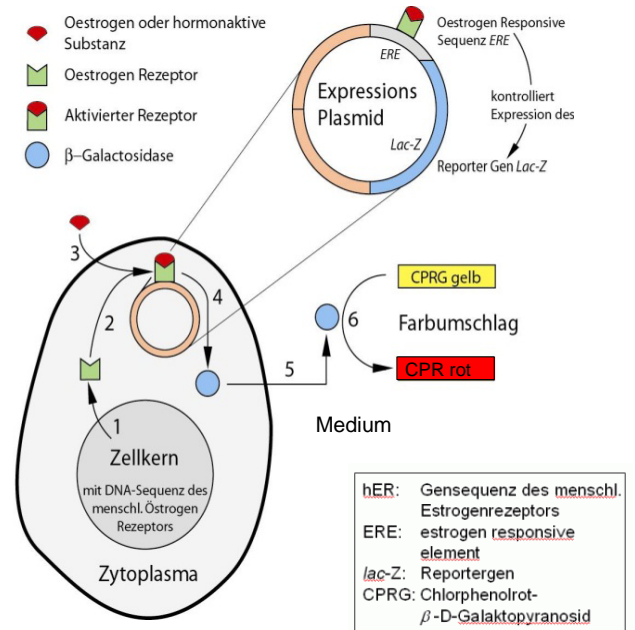 Oestrogen oder hormonaktive
Substanz
Oestrogen Rezeptor
Aktivierter Rezeptor
β–Galactosidase
Oestrogen Responsive
Sequenz ERE
ERE
Expressions
Plasmid
kontrolliert
Expression des
Lac-Z
Reporter Gen Lac-Z
3
2
4
1
5
6
CPRG gelb
Farbumschlag
CPR rot
Medium
Zellkern
mit DNA-Sequenz des
menschl. Östrogen
Rezeptors
Zytoplasma
hER: Gensequenz des menschl.
Estrogenrezeptors
ERE: estrogen responsive
element
lac-Z: Reportergen
CPRG: Chlorphenolrot-
β-D-Galaktopyranosid